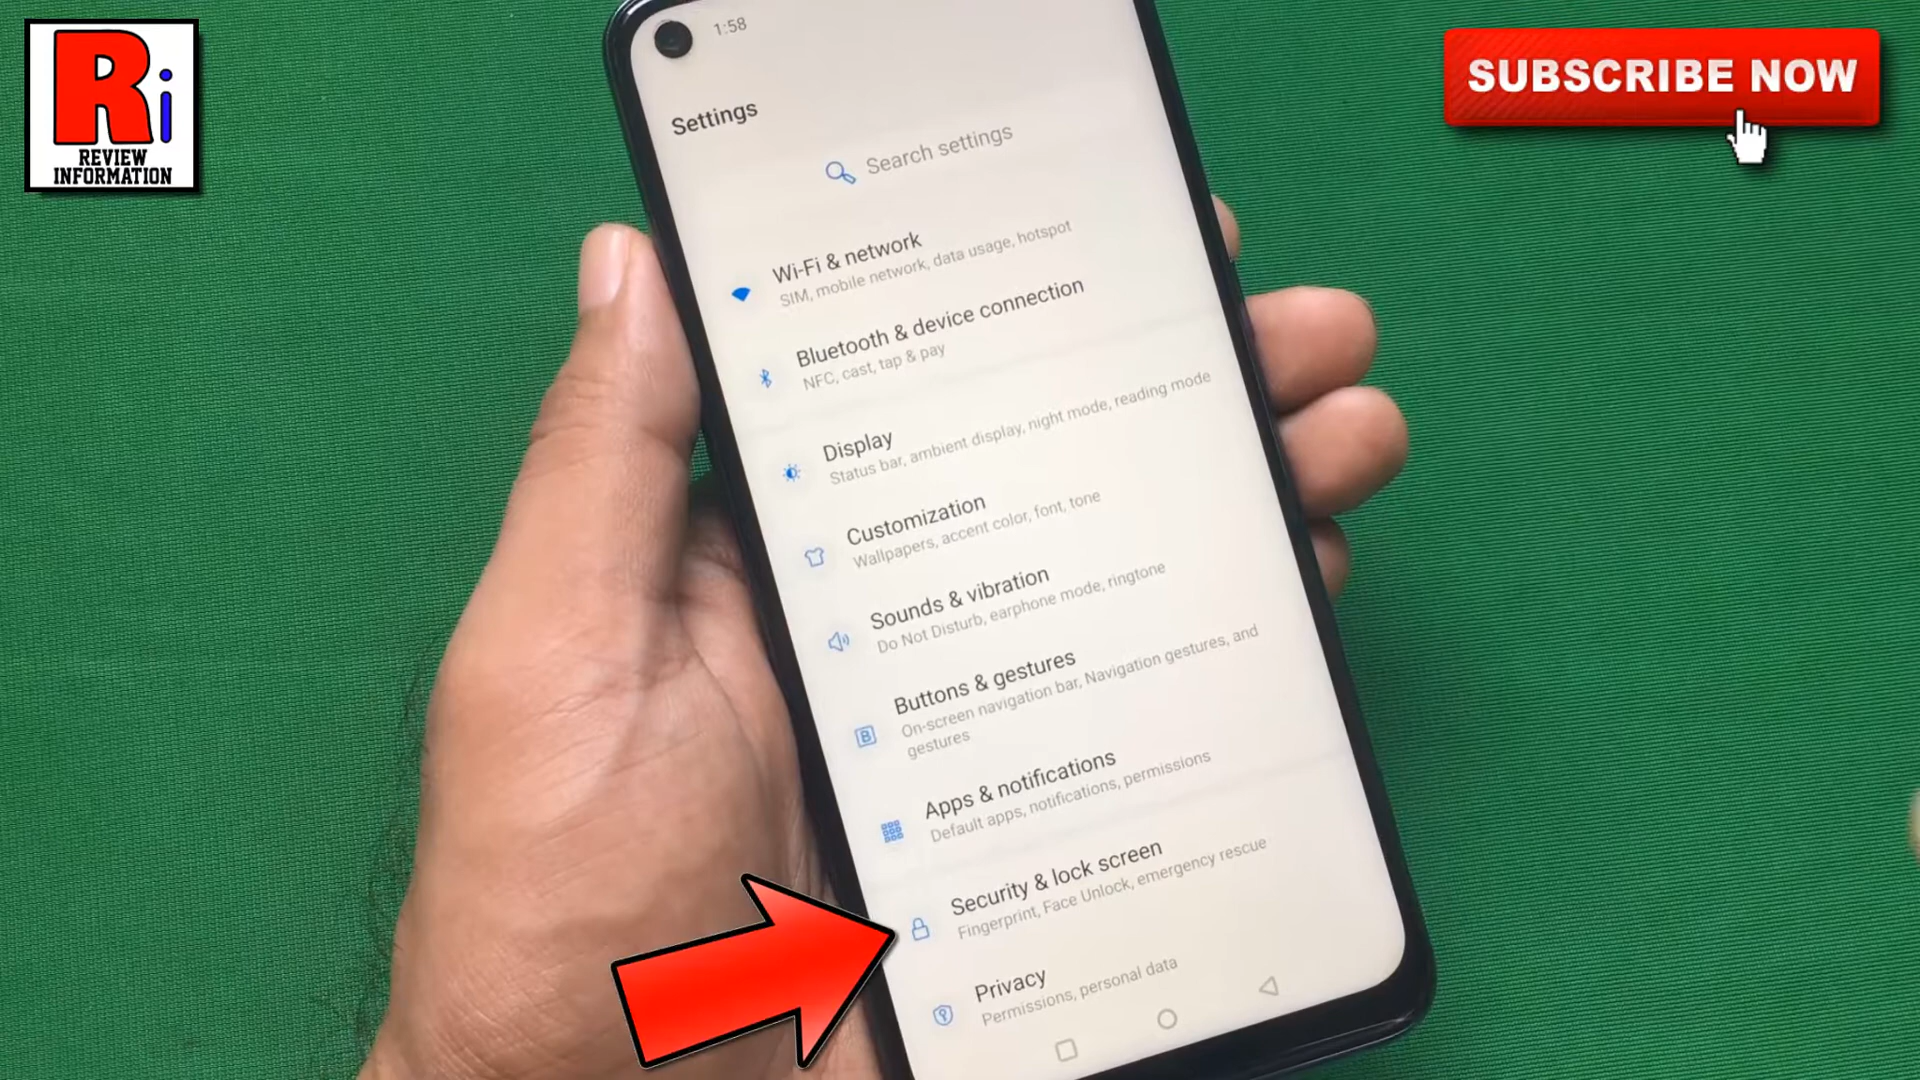 Ri
REVIEW
INFORMATION
SUBSCRIBE NOW
1:58
Settings
Search settings
Wi-Fi & network
SIM, mobile network, data usage, hotspot
Bluetooth & device connection
NFC, cast, tap & pay
Display
Status bar, ambient display, night mode, reading mode
Customization
Wallpapers, accent color, font, tone
Sounds & vibration
Do Not Disturb, earphone mode, ringtone
Buttons & gestures
On-screen navigation bar, Navigation gestures, and
gestures
Apps & notifications
Default apps, notifications, permissions
Security & lock screen
Fingerprint, Face Unlock, emergency rescue
Privacy
Permissions, personal data